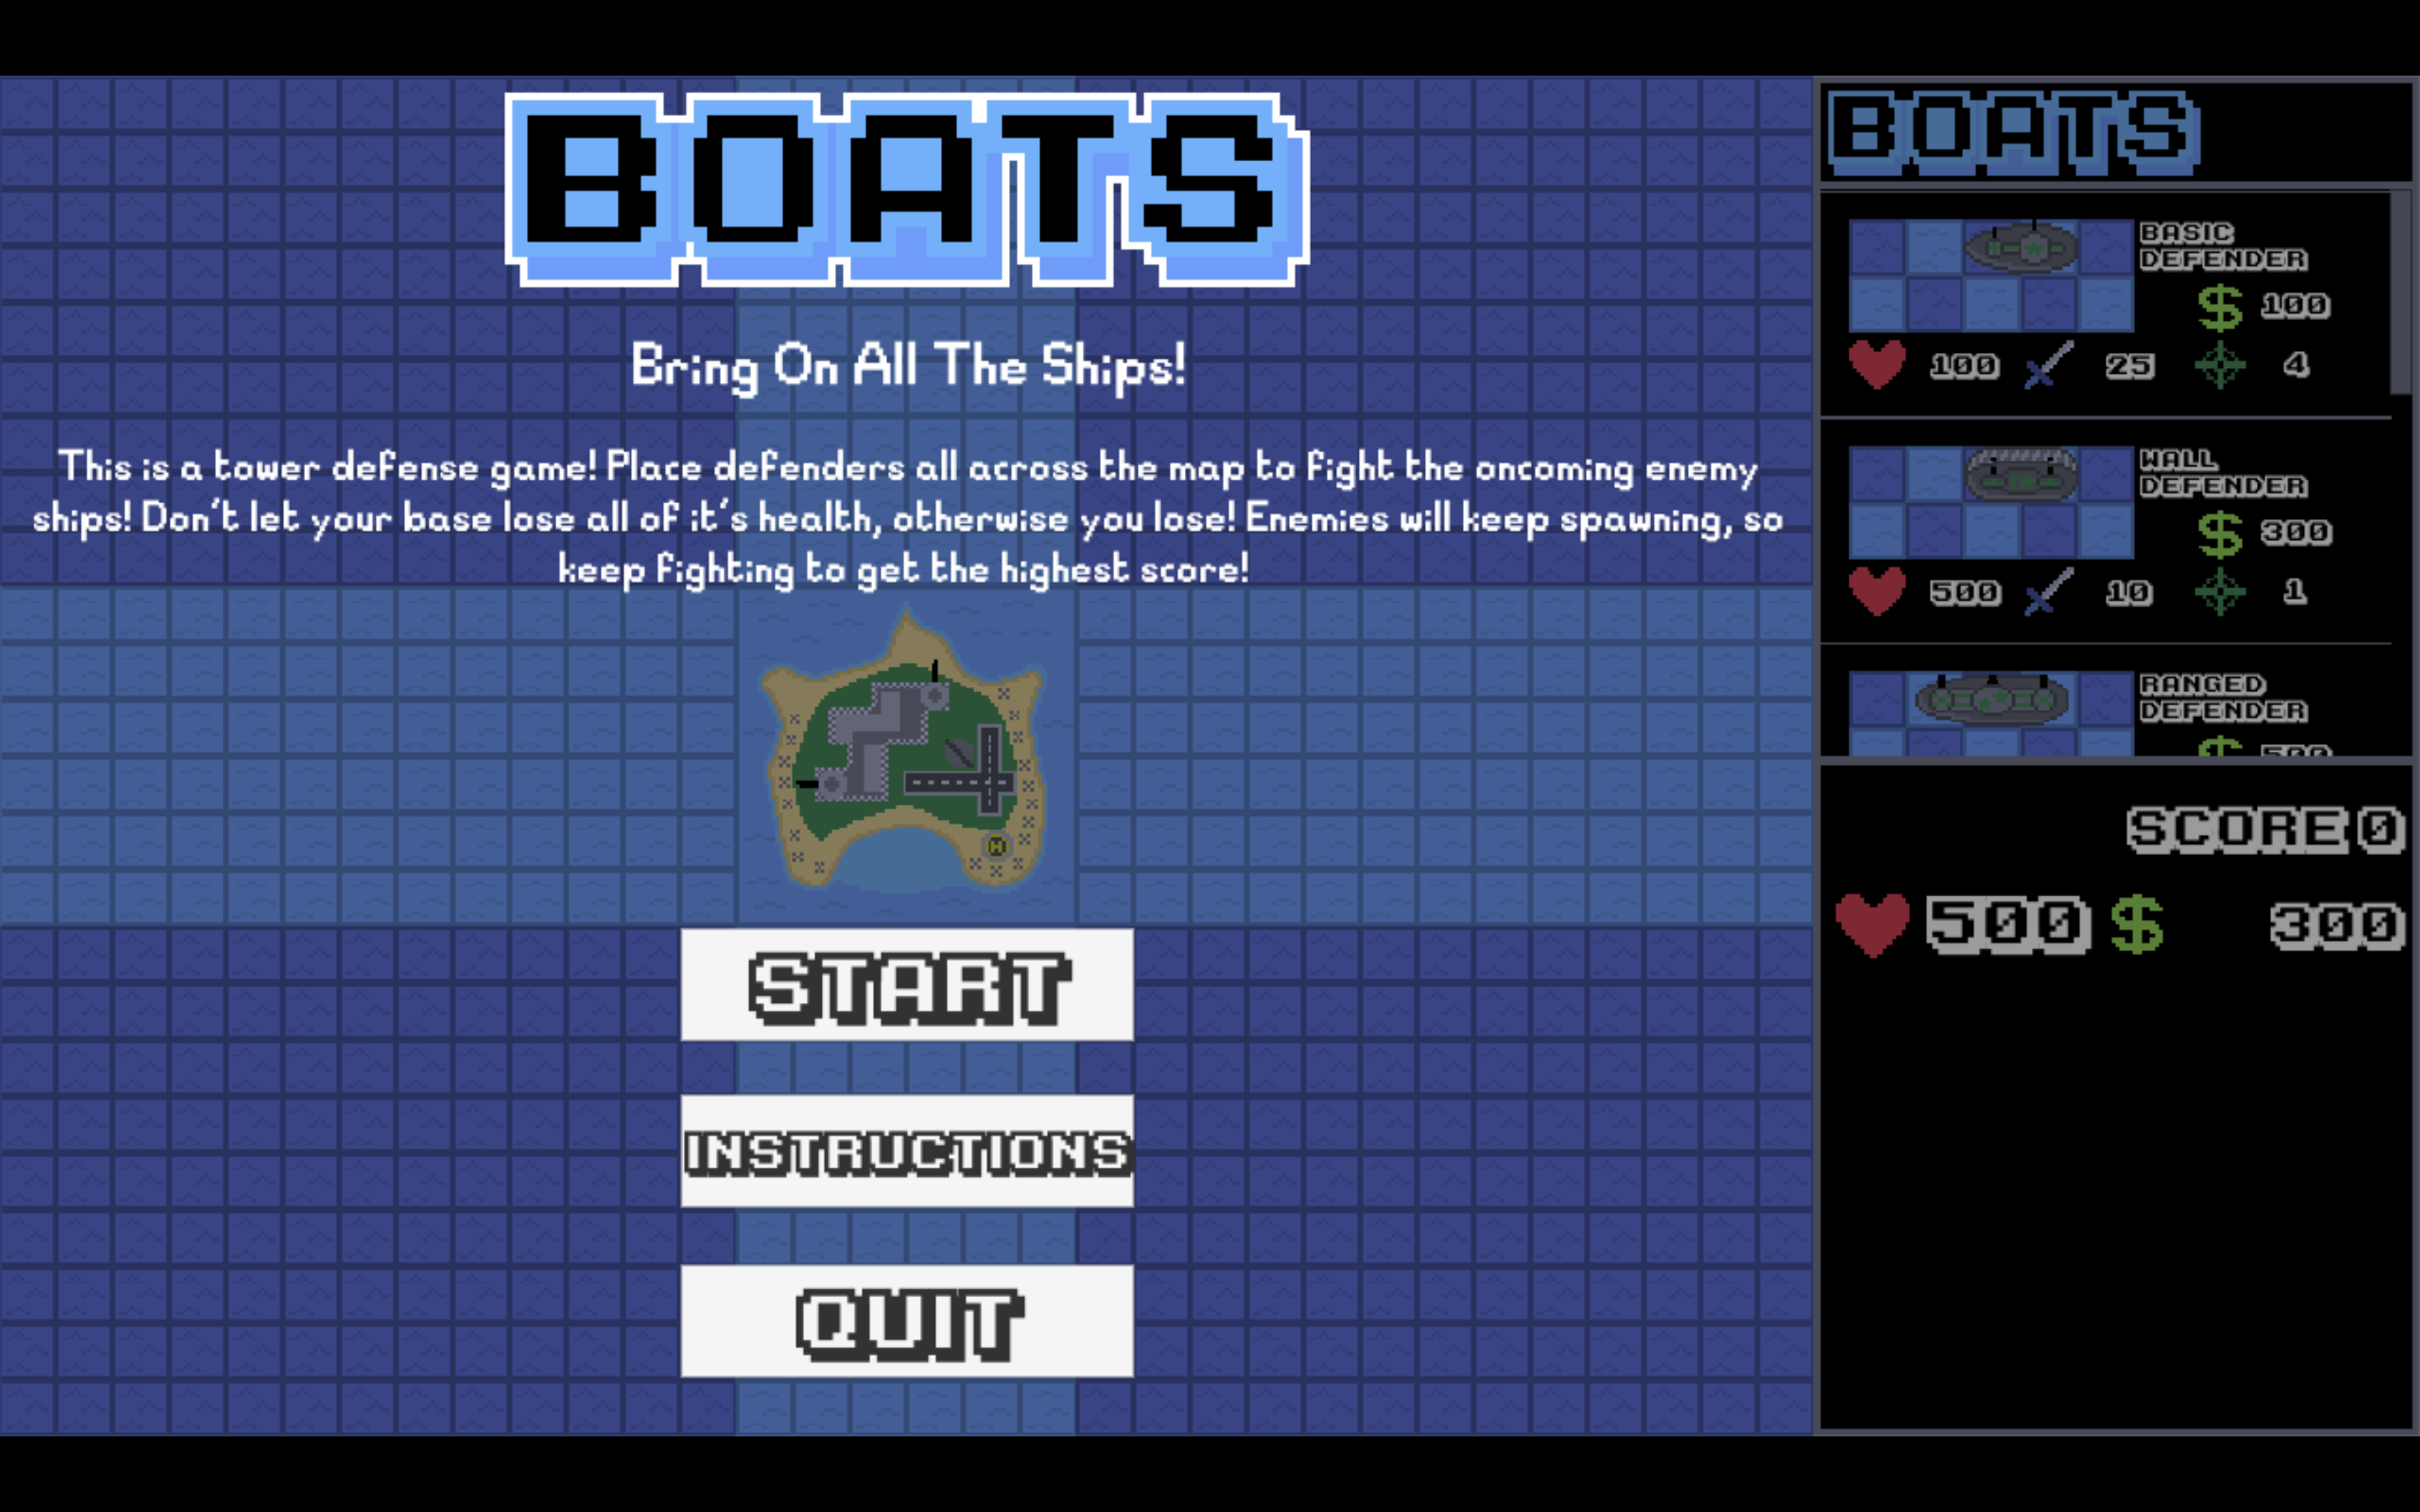 BOATS
Bring On All The Ships!
This is a tower defense game! Place defenders all across the map to fight the oncoming enemy
ships! Don't let your base lose all of it's health, otherwise you lose! Enemies will keep spawning, so
keep fighting to get the highest score!
H
START
INSTRUCTIONS
QUIT
BOATS
BASIC
DEFENDER
$ 100
100 25 4
WALL
DEFENDER
$ 300
500 10 1
RANGED
DEFENDER
$ 500
SCORE 0
500 $ 300